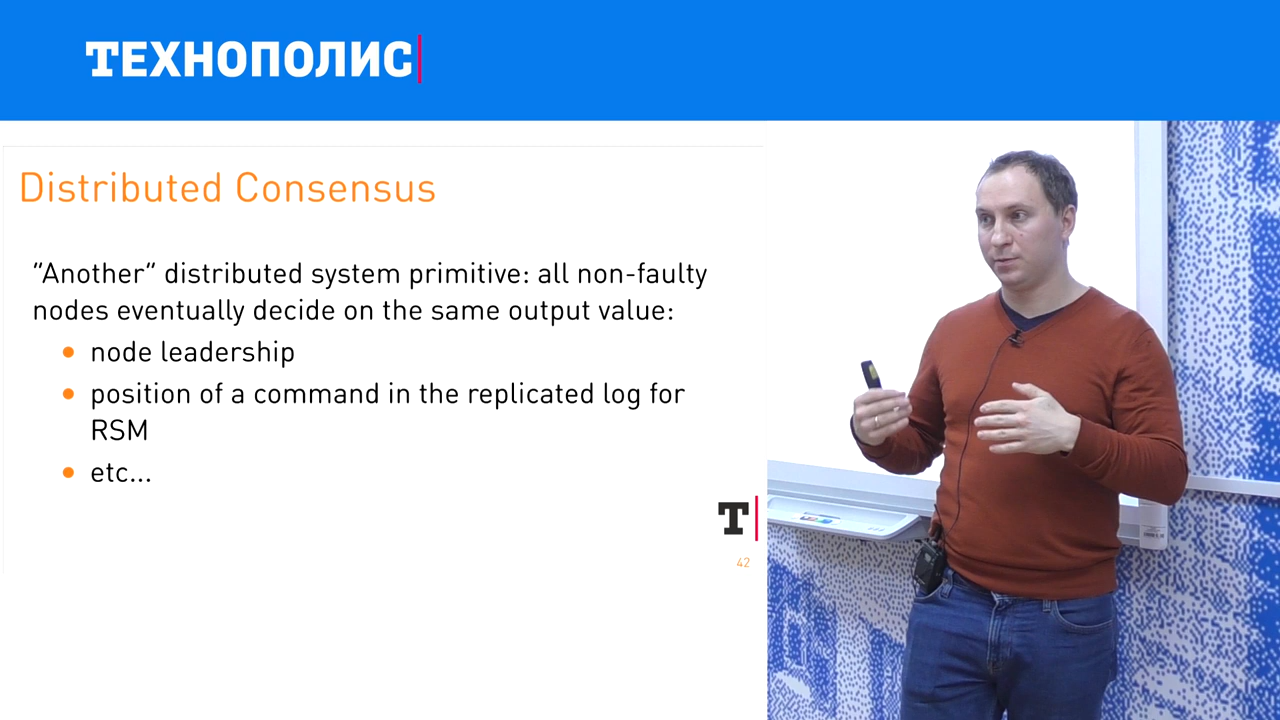 ТЕХНОПОЛИС
Distributed Consensus
"Another" distributed system primitive: all non-faulty
nodes eventually decide on the same output value:
node leadership
position of a command in the replicated log for
RSM
etc...
T
42